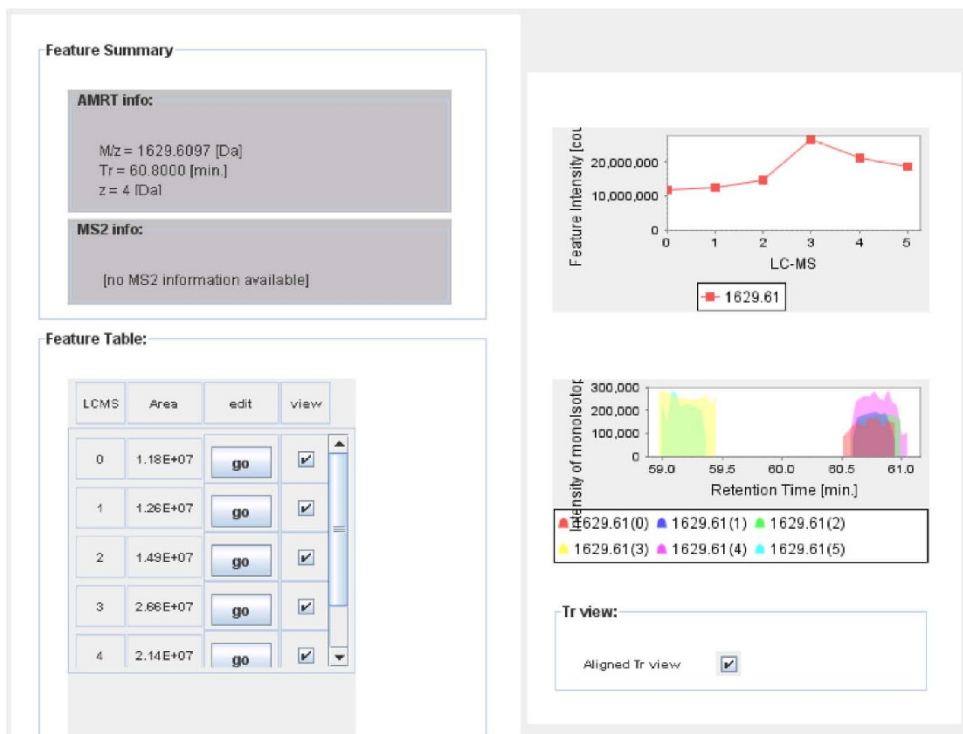 Feature Summary
AMRT info:
M/z = 1629.6097 [Da]
Tr = 60.8000 [min.]
z = 4 [Da]
MS2 info:
[no MS2 information available]
Feature Table:
LCMS Area edit view
0 1.18E+07 go
1 1.26E+07 go
2 1.49E+07 go
3 2.66E+07 go
4 2.14E+07 go
Feature Intensity [cou
20,000,000
10,000,000
0
0 1 2 3 4 5
LC-MS
1629.61
Intensity of monoisotop
300,000
200,000
100,000
0
59.0 59.5 60.0 60.5 61.0
Retention Time [min.]
1629.61(0) 1629.61(1) 1629.61(2)
1629.61(3) 1629.61(4) 1629.61(5)
Tr view:
Aligned Tr view